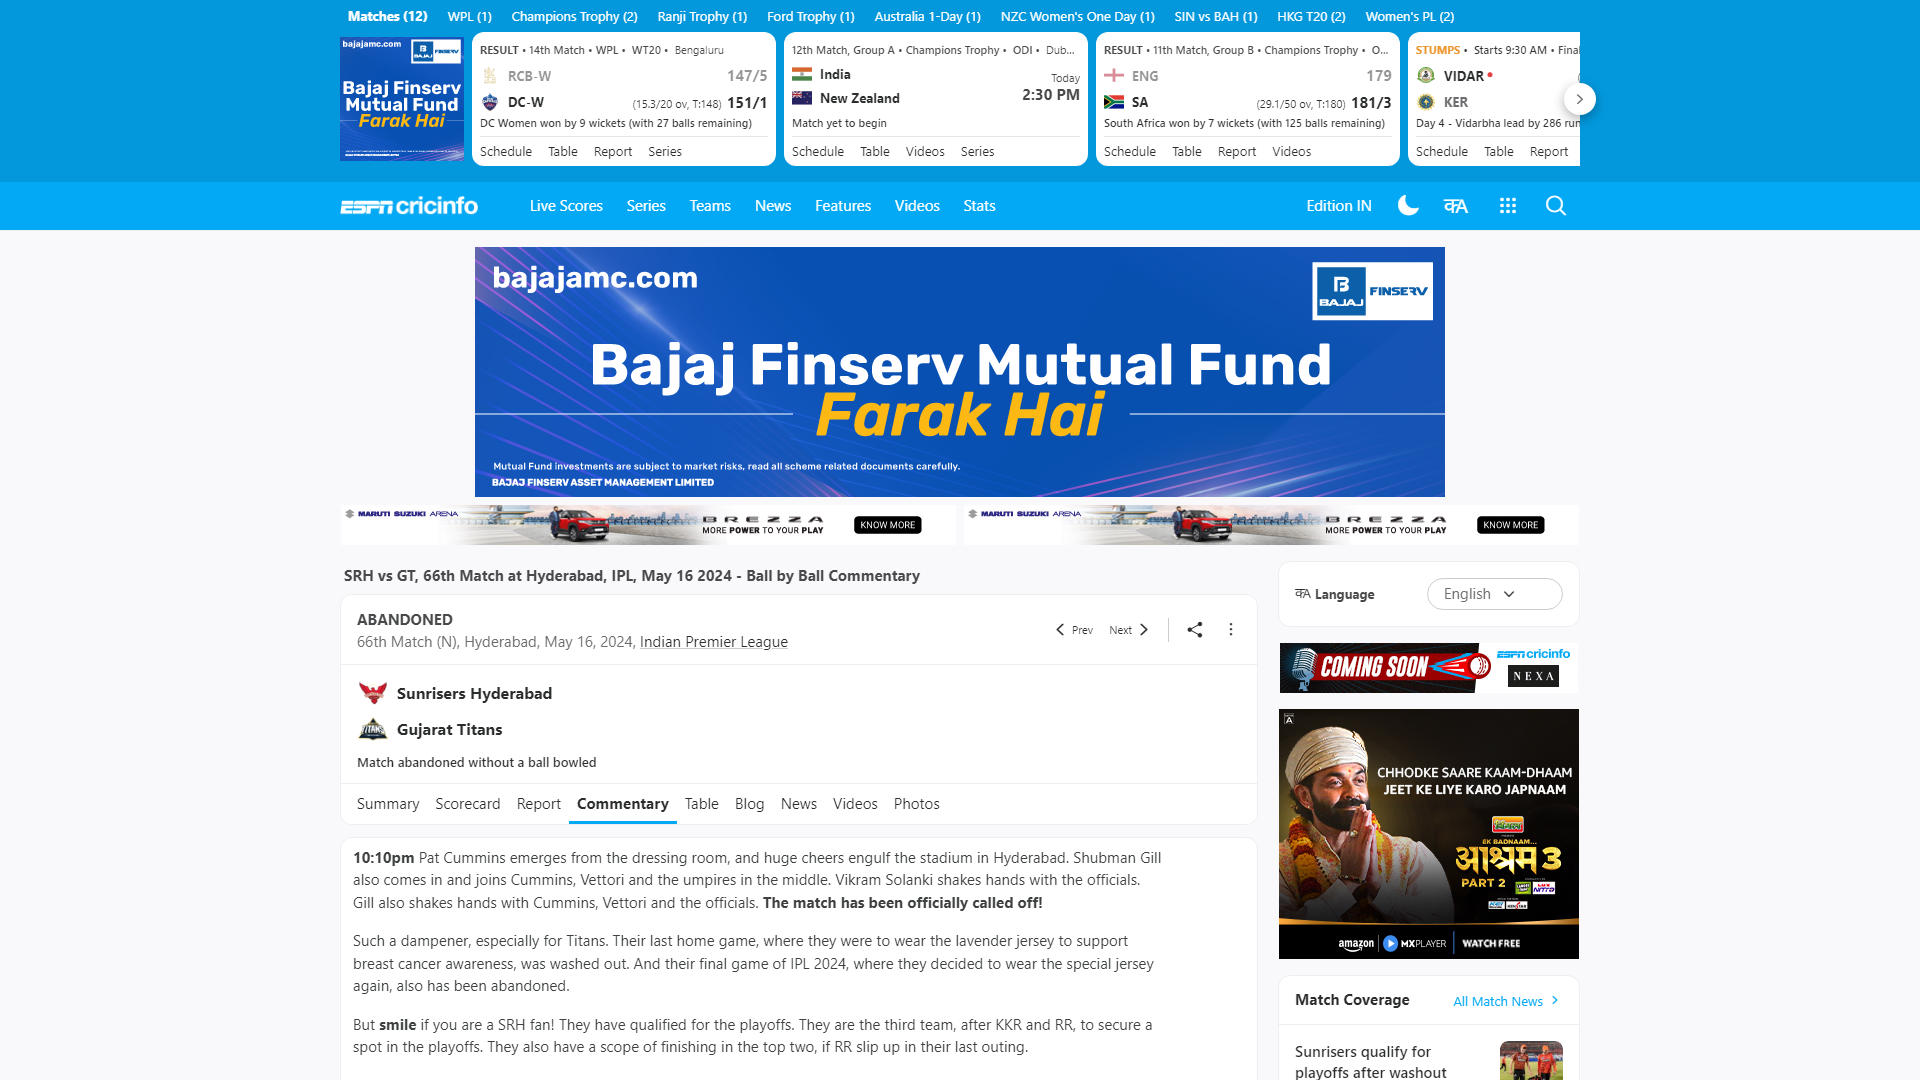 Matches (12) WPL (1) Champions Trophy (2) Ranji Trophy (1) Ford Trophy (1) Australia 1-Day (1) NZC Women's One Day (1) SIN vs BAH (1) HKG T20 (2) Women's PL (2)
bajajamc.com
BAJAJ FINSERV
Bajaj Finserv
Mutual Fund
Farak Hai
RESULT • 14th Match • WPL • WT20 • Bengaluru
RCB-W 147/5
DC-W (15.3/20 ov, T:148) 151/1
DC Women won by 9 wickets (with 27 balls remaining)
Schedule Table Report Series
12th Match, Group A • Champions Trophy • ODI • Dub...
India
New Zealand
Today
2:30 PM
Match yet to begin
Schedule Table Videos Series
RESULT • 11th Match, Group B • Champions Trophy • O...
ENG 179
SA (29.1/50 ov, T:180) 181/3
South Africa won by 7 wickets (with 125 balls remaining)
Schedule Table Report Videos
STUMPS • Starts 9:30 AM • Final
VIDAR
KER
Day 4 - Vidarbha lead by 286 run
Schedule Table Report
ESPN cricinfo Live Scores Series Teams News Features Videos Stats Edition IN कA
bajajamc.com
B BAJAJ FINSERV
Bajaj Finserv Mutual Fund
Farak Hai
Mutual Fund investments are subject to market risks, read all scheme related documents carefully.
BAJAJ FINSERV ASSET MANAGEMENT LIMITED
MARUTI SUZUKI ARENA BREZZA MORE POWER TO YOUR PLAY KNOW MORE
MARUTI SUZUKI ARENA BREZZA MORE POWER TO YOUR PLAY KNOW MORE
SRH vs GT, 66th Match at Hyderabad, IPL, May 16 2024 - Ball by Ball Commentary
ABANDONED
66th Match (N), Hyderabad, May 16, 2024, Indian Premier League
Prev Next
Sunrisers Hyderabad
Gujarat Titans
Match abandoned without a ball bowled
Summary Scorecard Report Commentary Table Blog News Videos Photos
10:10pm Pat Cummins emerges from the dressing room, and huge cheers engulf the stadium in Hyderabad. Shubman Gill
also comes in and joins Cummins, Vettori and the umpires in the middle. Vikram Solanki shakes hands with the officials.
Gill also shakes hands with Cummins, Vettori and the officials. The match has been officially called off!
Such a dampener, especially for Titans. Their last home game, where they were to wear the lavender jersey to support
breast cancer awareness, was washed out. And their final game of IPL 2024, where they decided to wear the special jersey
again, also has been abandoned.
But smile if you are a SRH fan! They have qualified for the playoffs. They are the third team, after KKR and RR, to secure a
spot in the playoffs. They also have a scope of finishing in the top two, if RR slip up in their last outing.
कA Language English
COMING SOON ESPN cricinfo
NEXA
A
CHHODKE SAARE KAAM-DHAAM
JEET KE LIYE KARO JAPNAAM
EK BADNAAM...
आश्रम 3
PART 2
amazon MXPLAYER WATCH FREE
Match Coverage All Match News
Sunrisers qualify for
playoffs after washout